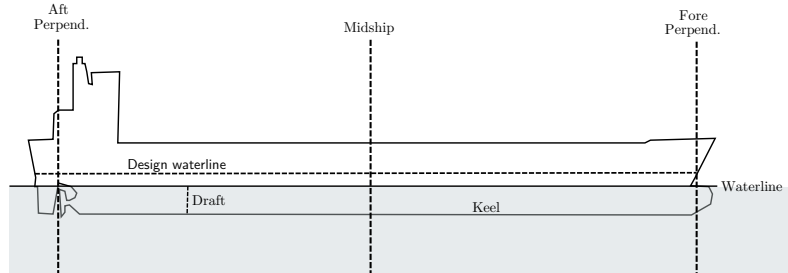 Aft
Perpend.
Midship
Fore
Perpend.
Design waterline
Waterline
Draft
Keel